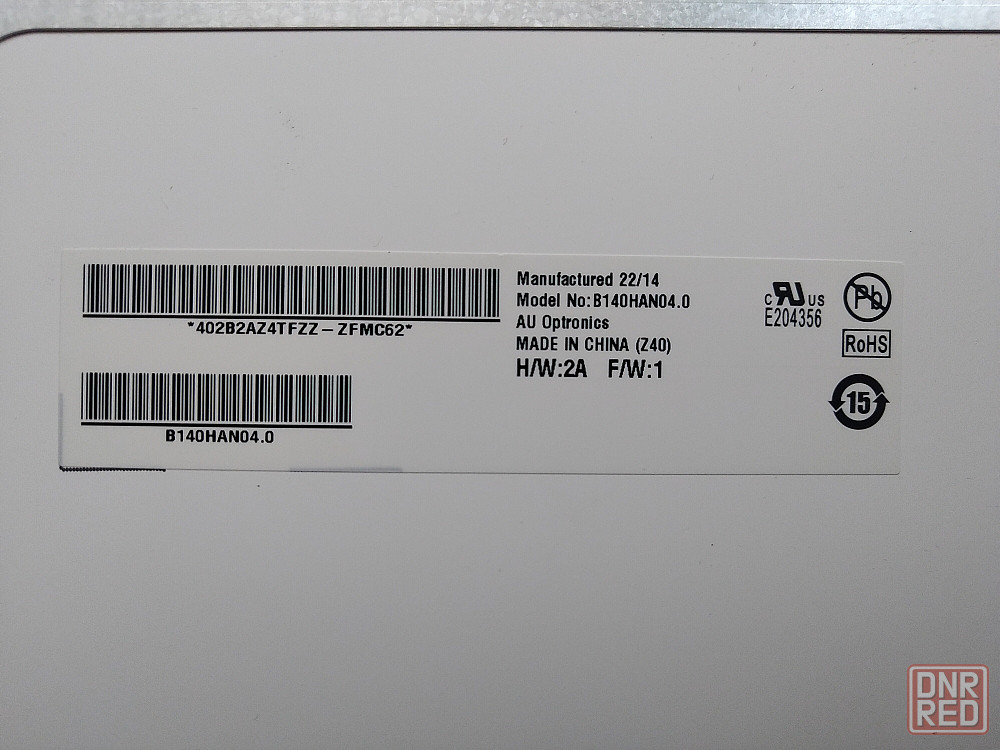 *402B2AZ4TFZZ-ZFMC62*
B140HAN04.0
Manufactured 22/14
Model No:B140HAN04.0
AU Optronics
MADE IN CHINA (Z40)
H/W:2A F/W:1
c RU US
E204356
Pb
RoHS
15
DNR
RED